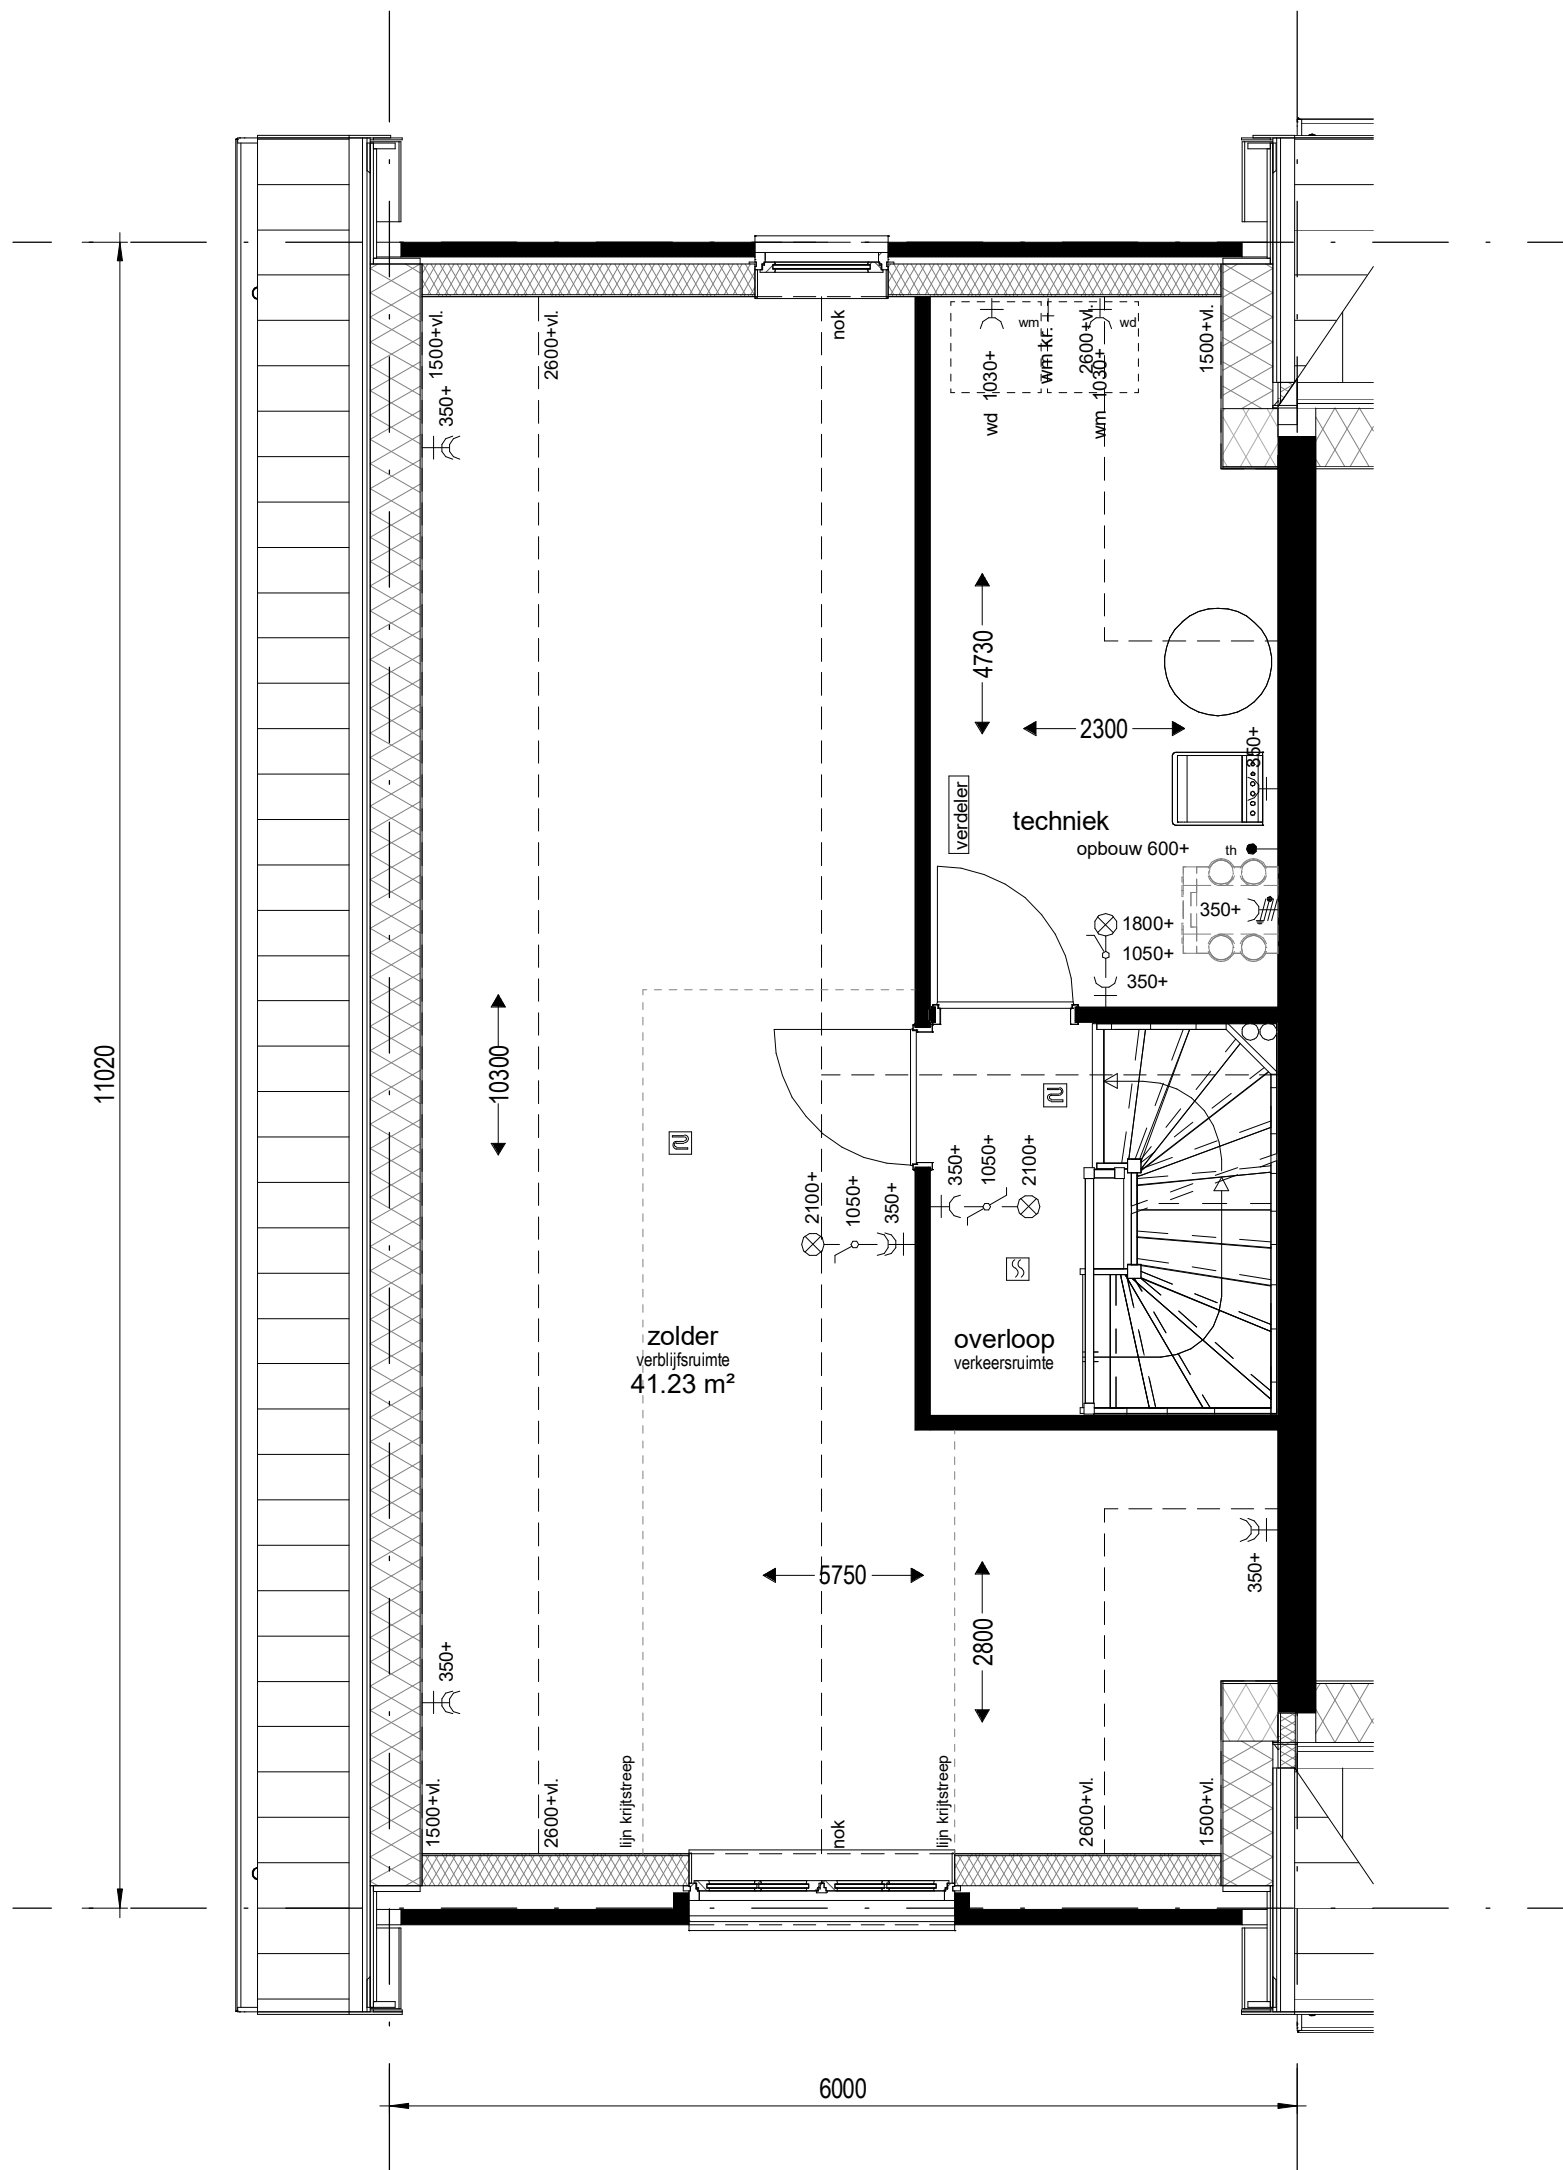 nok
1500+vl.
2600+vl.
350+
wm
wm kr.
2600+vl.
wd
1500+vl.
wd 1030+
wm 1030+
4730
2300
350+
verdeler
techniek
opbouw 600+
th
350+
1800+
1050+
350+
11020
10300
2100+
1050+
350+
350+
1050+
2100+
zolder
verblijfsruimte
41.23 m²
overloop
verkeersruimte
5750
2800
350+
350+
1500+vl.
2600+vl.
lijn krijtstreep
nok
lijn krijtstreep
2600+vl.
1500+vl.
6000